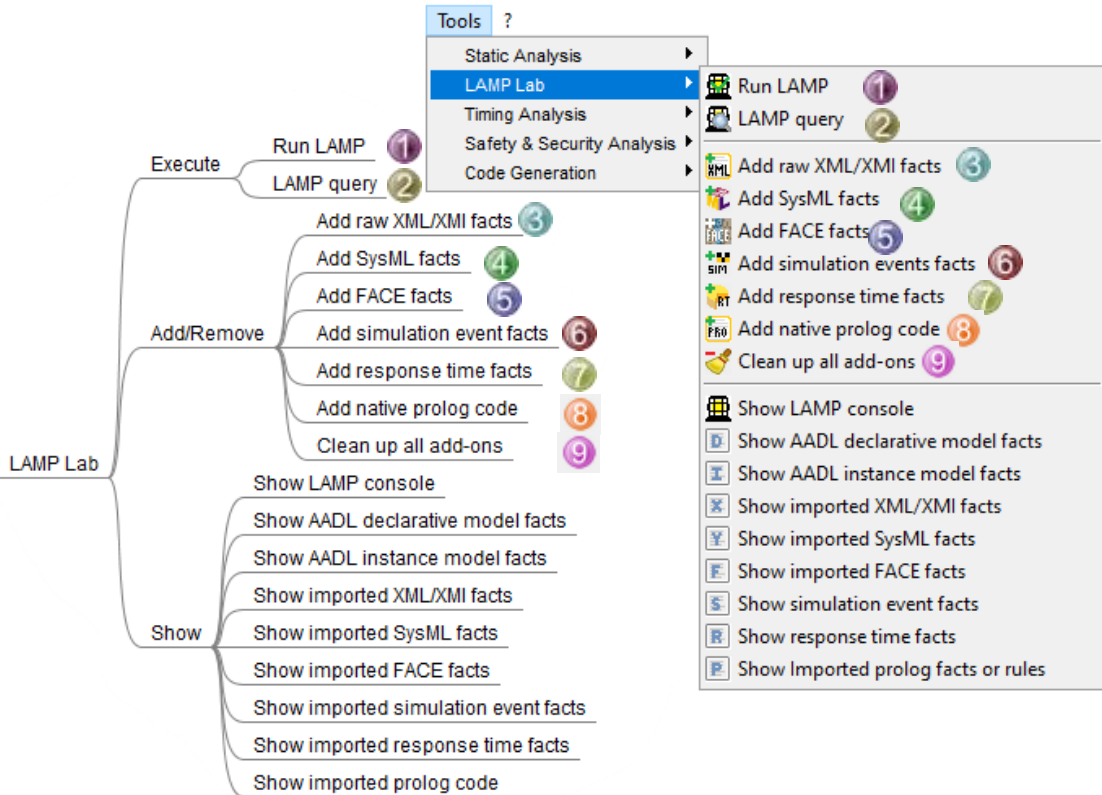 Tools ?
Static Analysis
LAMP Lab
Timing Analysis
Safety & Security Analysis
Code Generation
Run LAMP 1
LAMP query 2
XML Add raw XML/XMI facts 3
Add SysML facts 4
FACE Add FACE facts 5
SIM Add simulation events facts 6
RT Add response time facts 7
PRO Add native prolog code 8
Clean up all add-ons 9
Show LAMP console
D Show AADL declarative model facts
I Show AADL instance model facts
X Show imported XML/XMI facts
Y Show imported SysML facts
F Show imported FACE facts
S Show simulation event facts
R Show response time facts
P Show Imported prolog facts or rules
LAMP Lab
Execute
Run LAMP 1
LAMP query 2
Add/Remove
Add raw XML/XMI facts 3
Add SysML facts 4
Add FACE facts 5
Add simulation event facts 6
Add response time facts 7
Add native prolog code 8
Clean up all add-ons 9
Show
Show LAMP console
Show AADL declarative model facts
Show AADL instance model facts
Show imported XML/XMI facts
Show imported SysML facts
Show imported FACE facts
Show imported simulation event facts
Show imported response time facts
Show imported prolog code